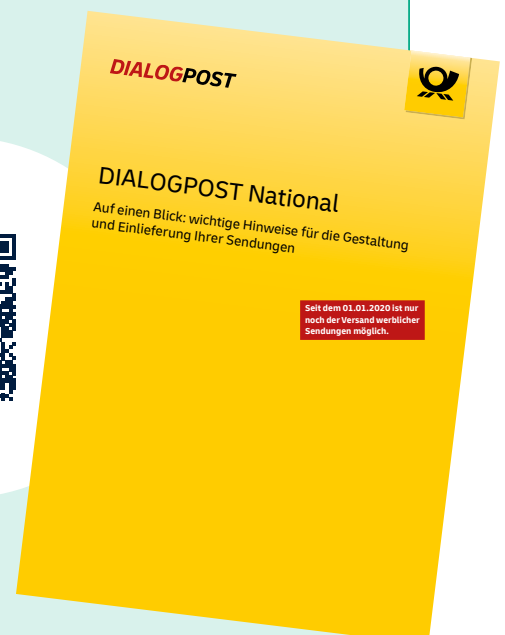 DIALOGPOST
DIALOGPOST National
Auf einen Blick: wichtige Hinweise für die Gestaltung
und Einlieferung Ihrer Sendungen
Seit dem 01.01.2020 ist nur
noch der Versand werblicher
Sendungen möglich.